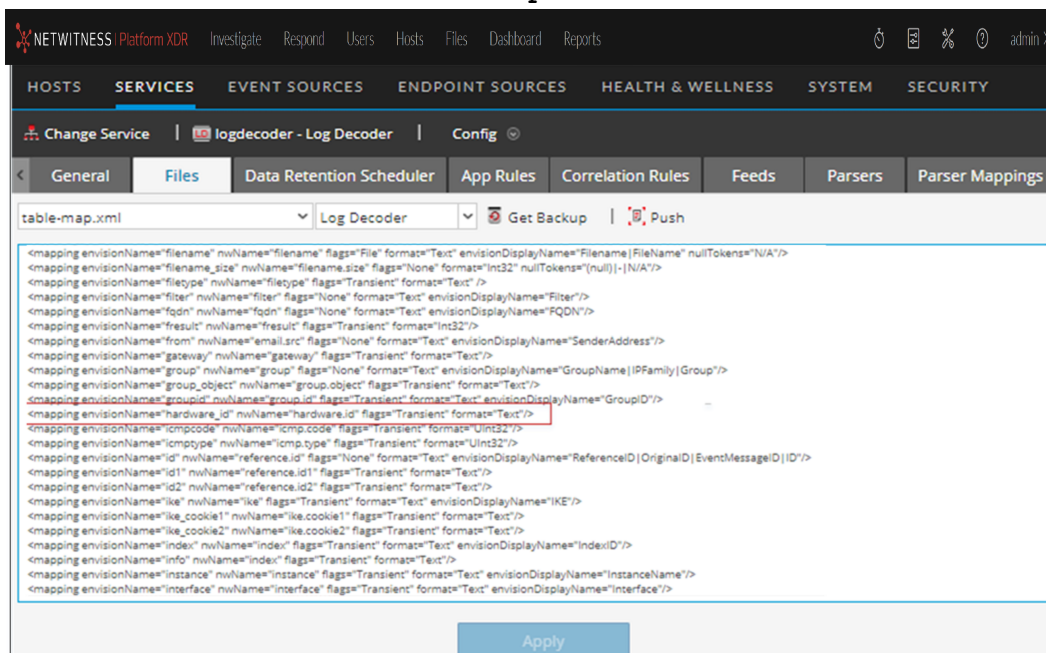 NETWITNESS | Platform XDR Investigate Respond Users Hosts Files Dashboard Reports admin
HOSTS SERVICES EVENT SOURCES ENDPOINT SOURCES HEALTH & WELLNESS SYSTEM SECURITY
Change Service | LD logdecoder - Log Decoder | Config
General Files Data Retention Scheduler App Rules Correlation Rules Feeds Parsers Parser Mappings
table-map.xml Log Decoder Get Backup | Push
<mapping envisionName="filename" nwName="filename" flags="File" format="Text" envisionDisplayName="Filename|FileName" nullTokens="N/A"/>
<mapping envisionName="filename_size" nwName="filename.size" flags="None" format="Int32" nullTokens="(null)|-|N/A"/>
<mapping envisionName="filetype" nwName="filetype" flags="Transient" format="Text" />
<mapping envisionName="filter" nwName="filter" flags="None" format="Text" envisionDisplayName="Filter"/>
<mapping envisionName="fqdn" nwName="fqdn" flags="None" format="Text" envisionDisplayName="FQDN"/>
<mapping envisionName="fresult" nwName="fresult" flags="Transient" format="Int32"/>
<mapping envisionName="from" nwName="email.src" flags="None" format="Text" envisionDisplayName="SenderAddress"/>
<mapping envisionName="gateway" nwName="gateway" flags="Transient" format="Text"/>
<mapping envisionName="group" nwName="group" flags="None" format="Text" envisionDisplayName="GroupName|IPFamily|Group"/>
<mapping envisionName="group_object" nwName="group.object" flags="Transient" format="Text"/>
<mapping envisionName="groupid" nwName="group.id" flags="Transient" format="Text" envisionDisplayName="GroupID"/>
<mapping envisionName="hardware_id" nwName="hardware.id" flags="Transient" format="Text"/>
<mapping envisionName="icmpcode" nwName="icmp.code" flags="Transient" format="UInt32"/>
<mapping envisionName="icmptype" nwName="icmp.type" flags="Transient" format="UInt32"/>
<mapping envisionName="id" nwName="reference.id" flags="None" format="Text" envisionDisplayName="ReferenceID|OriginalID|EventMessageID|ID"/>
<mapping envisionName="id1" nwName="reference.id1" flags="Transient" format="Text"/>
<mapping envisionName="id2" nwName="reference.id2" flags="Transient" format="Text"/>
<mapping envisionName="ike" nwName="ike" flags="Transient" format="Text" envisionDisplayName="IKE"/>
<mapping envisionName="ike_cookie1" nwName="ike.cookie1" flags="Transient" format="Text"/>
<mapping envisionName="ike_cookie2" nwName="ike.cookie2" flags="Transient" format="Text"/>
<mapping envisionName="index" nwName="index" flags="Transient" format="Text" envisionDisplayName="IndexID"/>
<mapping envisionName="info" nwName="index" flags="Transient" format="Text"/>
<mapping envisionName="instance" nwName="instance" flags="Transient" format="Text" envisionDisplayName="InstanceName"/>
<mapping envisionName="interface" nwName="interface" flags="Transient" format="Text" envisionDisplayName="Interface"/>
Apply